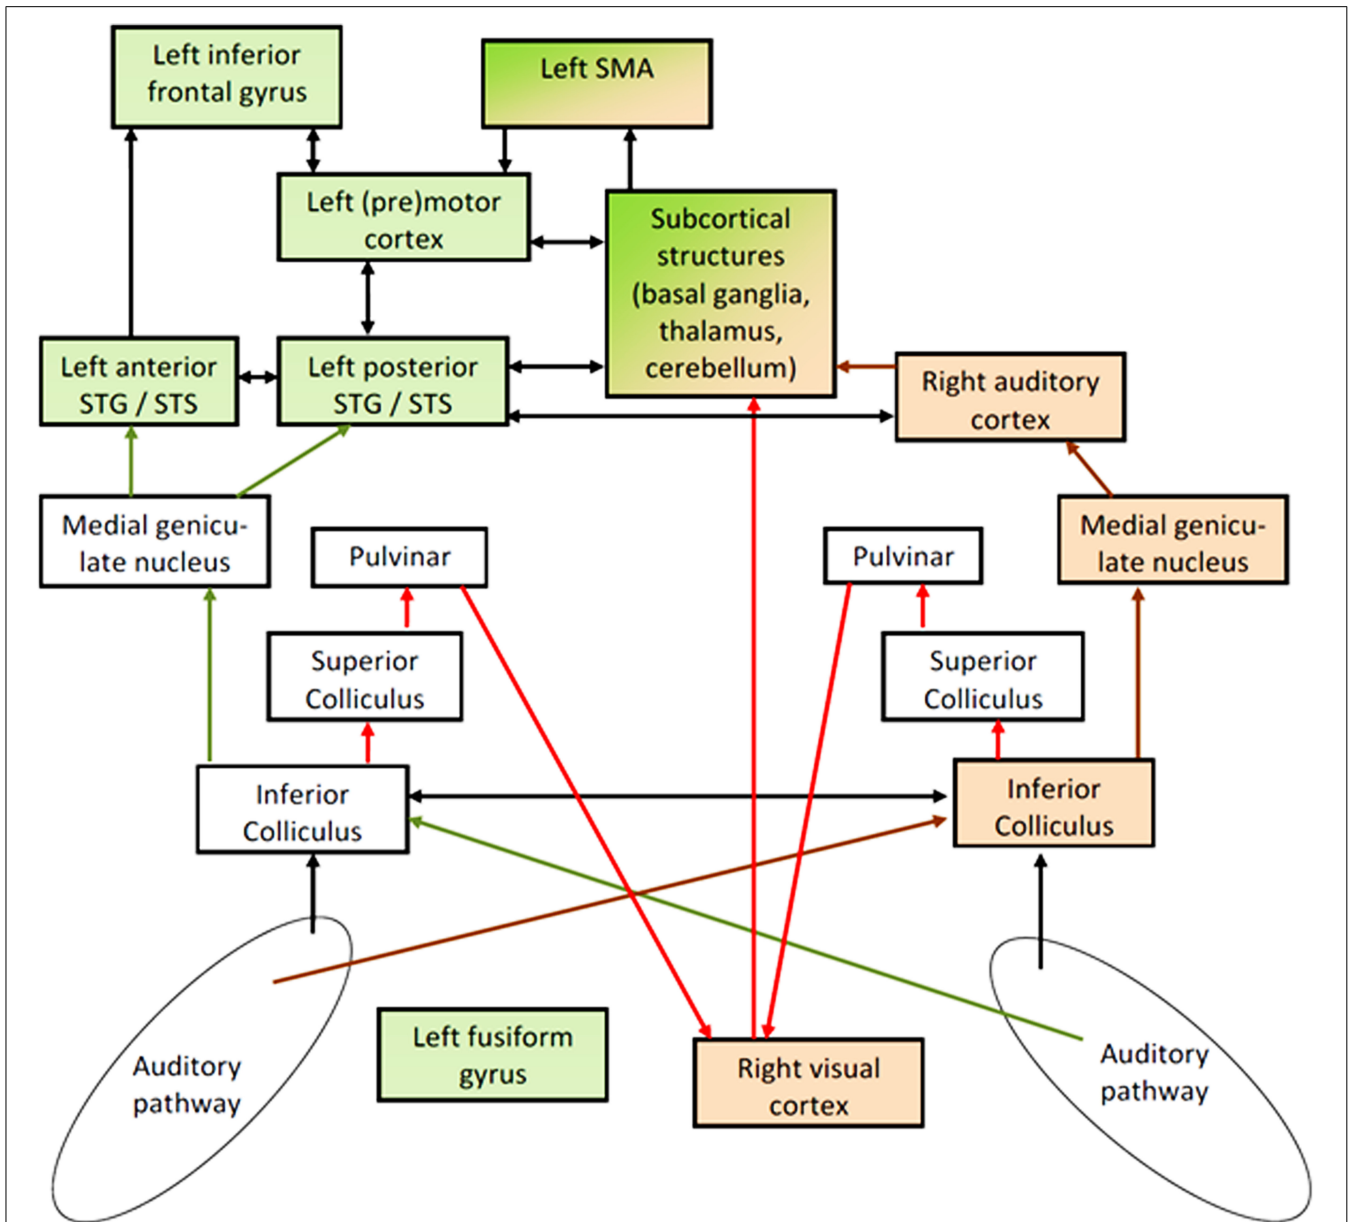 Left inferior
frontal gyrus
Left SMA
Left (pre)motor
cortex
Subcortical
structures
(basal ganglia,
thalamus,
cerebellum)
Left anterior
STG / STS
Left posterior
STG / STS
Right auditory
cortex
Medial genicu-
late nucleus
Pulvinar
Pulvinar
Medial genicu-
late nucleus
Superior
Colliculus
Superior
Colliculus
Inferior
Colliculus
Inferior
Colliculus
Auditory
pathway
Left fusiform
gyrus
Right visual
cortex
Auditory
pathway